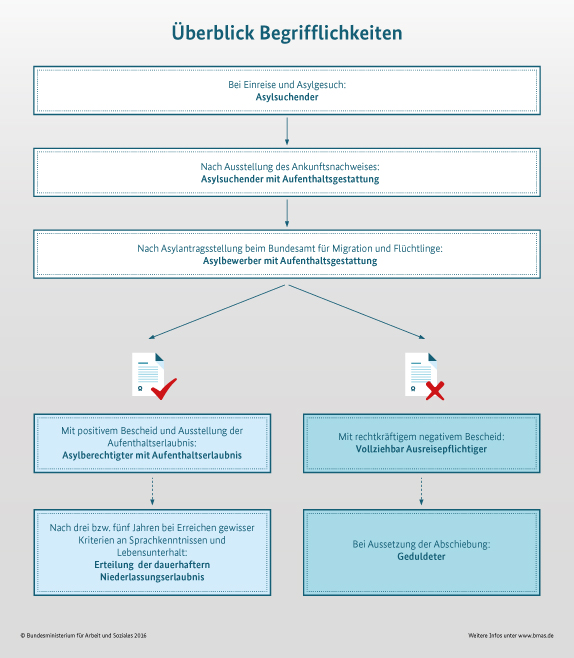 Überblick Begrifflichkeiten
Bei Einreise und Asylgesuch:
Asylsuchender
Nach Ausstellung des Ankunftsnachweises:
Asylsuchender mit Aufenthaltsgestattung
Nach Asylantragsstellung beim Bundesamt für Migration und Flüchtlinge:
Asylbewerber mit Aufenthaltsgestattung
Mit positivem Bescheid und Ausstellung der
Aufenthaltserlaubnis:
Asylberechtigter mit Aufenthaltserlaubnis
Mit rechtkräftigem negativem Bescheid:
Vollziehbar Ausreisepflichtiger
Nach drei bzw. fünf Jahren bei Erreichen gewisser
Kriterien an Sprachkenntnissen und
Lebensunterhalt:
Erteilung der dauerhaftern
Niederlassungserlaubnis
Bei Aussetzung der Abschiebung:
Geduldeter
© Bundesministerium für Arbeit und Soziales 2016
Weitere Infos unter www.bmas.de